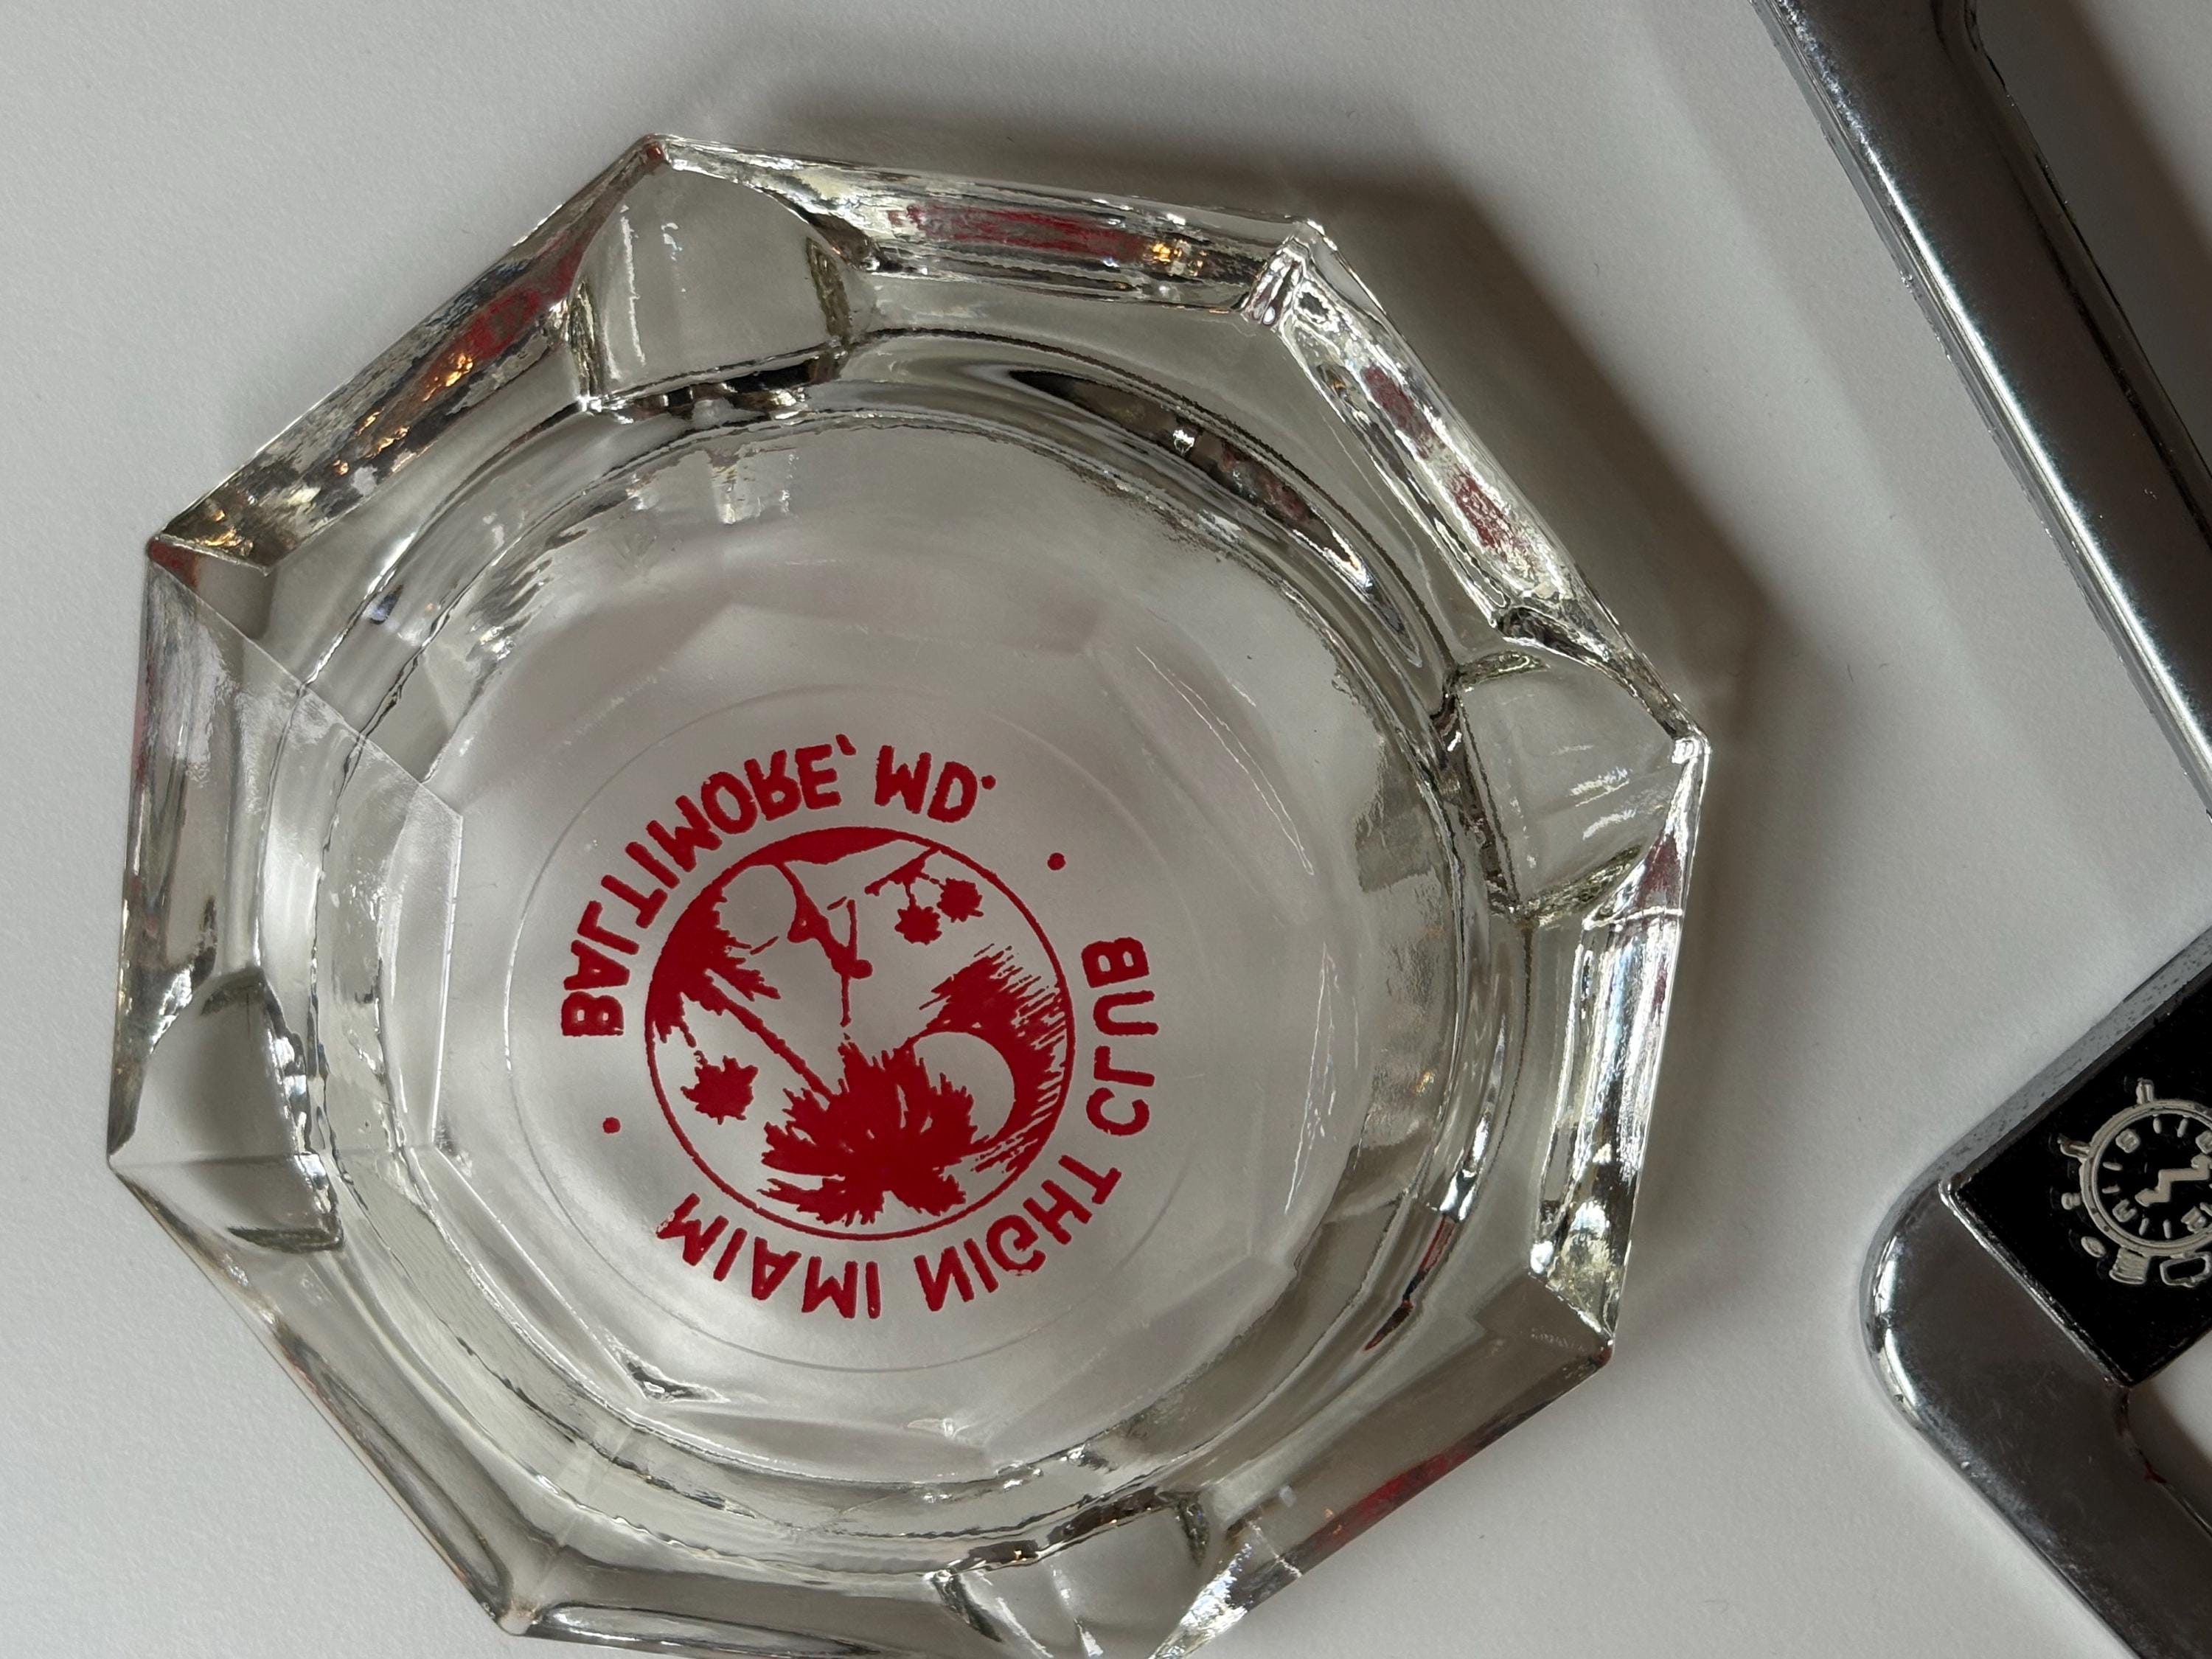 MIAMI NIGHT CLUB
BALTIMORE, MD.